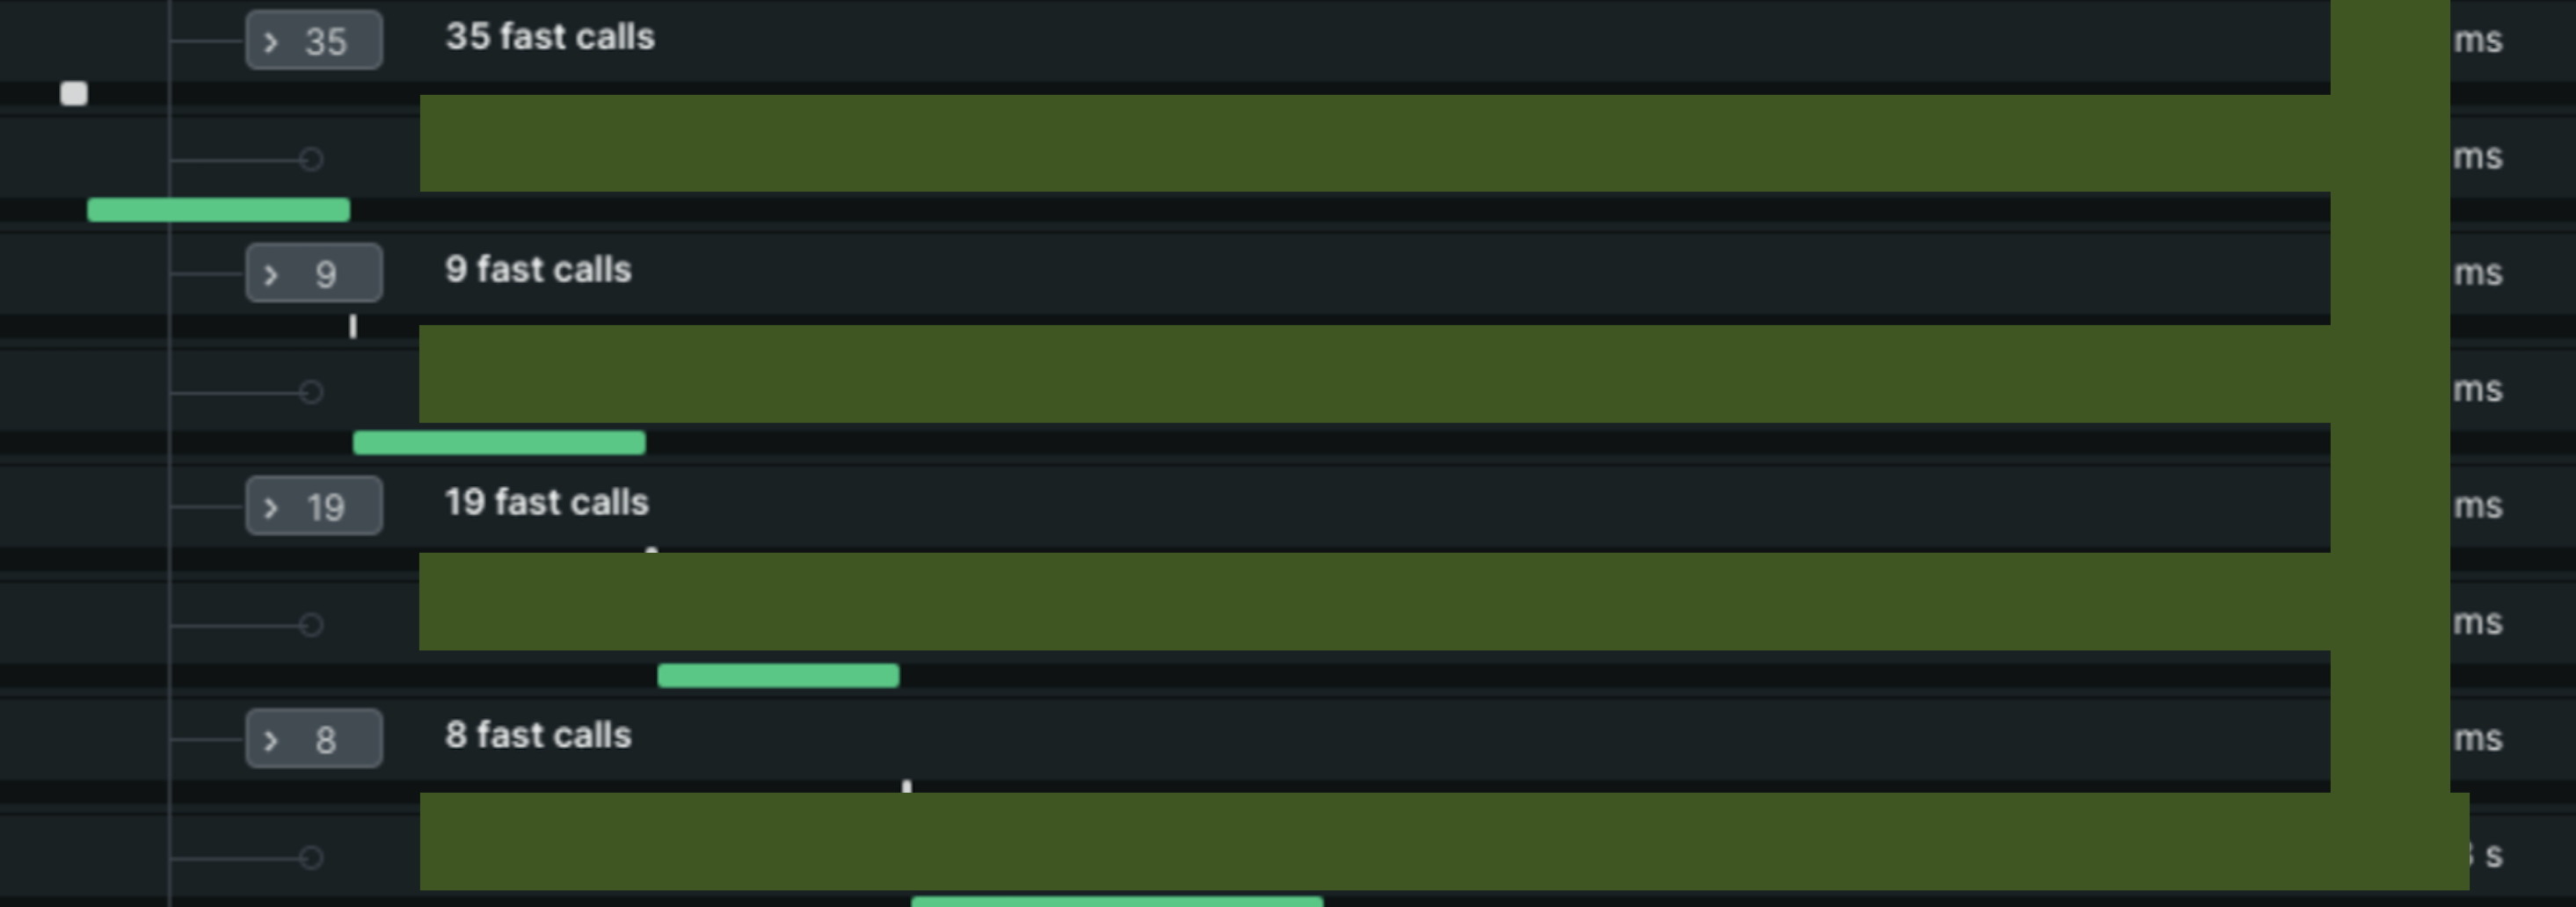 > 35 35 fast calls ms
ms
> 9 9 fast calls ms
ms
> 19 19 fast calls ms
ms
> 8 8 fast calls ms
s